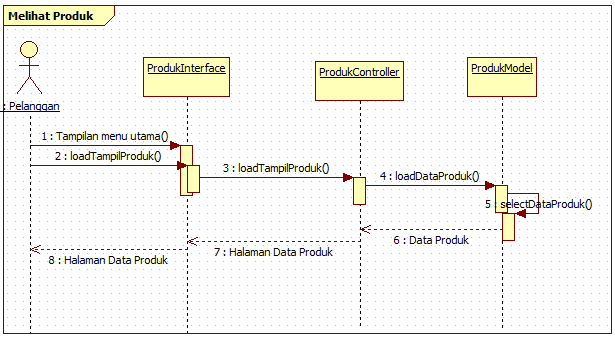 Melihat Produk
ProdukInterface
ProdukController
ProdukModel
: Pelanggan
1 : Tampilan menu utama()
2 : loadTampilProduk()
3 : loadTampilProduk()
4 : loadDataProduk()
5 : selectDataProduk()
6 : Data Produk
7 : Halaman Data Produk
8 : Halaman Data Produk